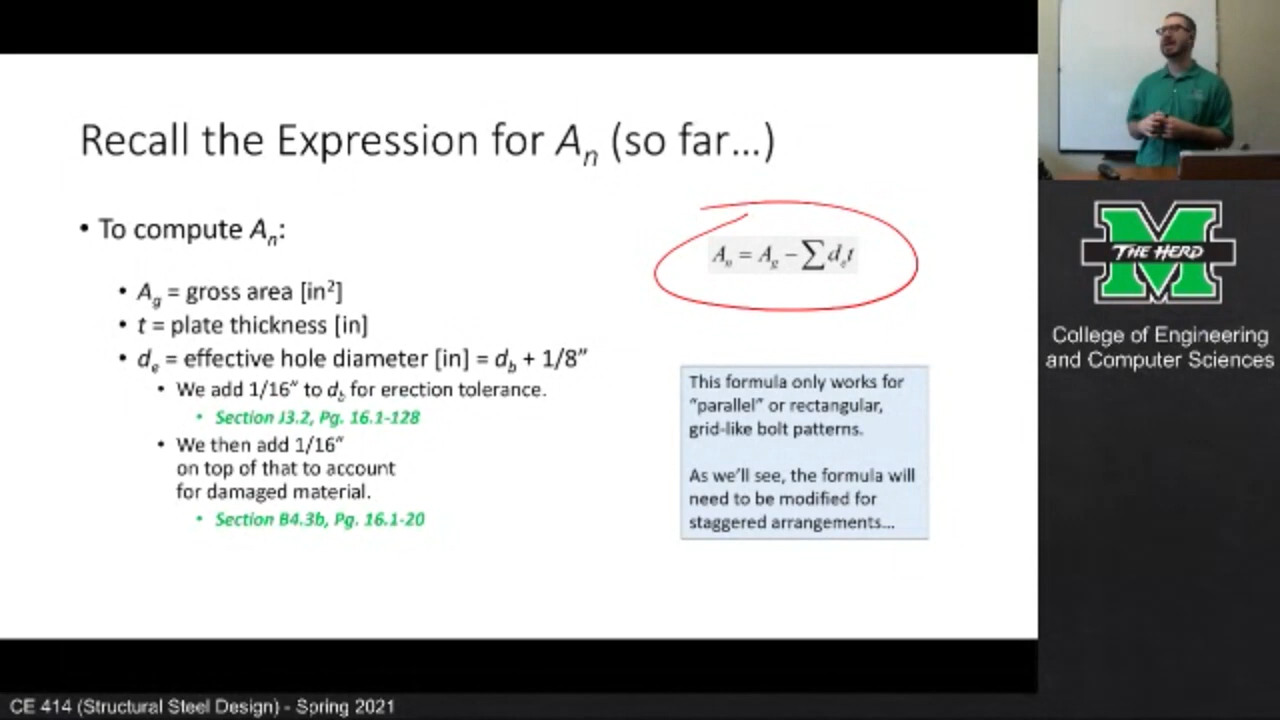 Recall the Expression for Aₙ (so far…)
• To compute Aₙ:
• A_g = gross area [in²]
• t = plate thickness [in]
• dₑ = effective hole diameter [in] = d_b + 1/8”
• We add 1/16” to d_b for erection tolerance.
• Section J3.2, Pg. 16.1-128
• We then add 1/16”
on top of that to account
for damaged material.
• Section B4.3b, Pg. 16.1-20
Aₙ = A_g − ∑dₑt
This formula only works for
“parallel” or rectangular,
grid-like bolt patterns.
As we’ll see, the formula will
need to be modified for
staggered arrangements…
M
THE HERD
College of Engineering
and Computer Sciences
CE 414 (Structural Steel Design) - Spring 2021